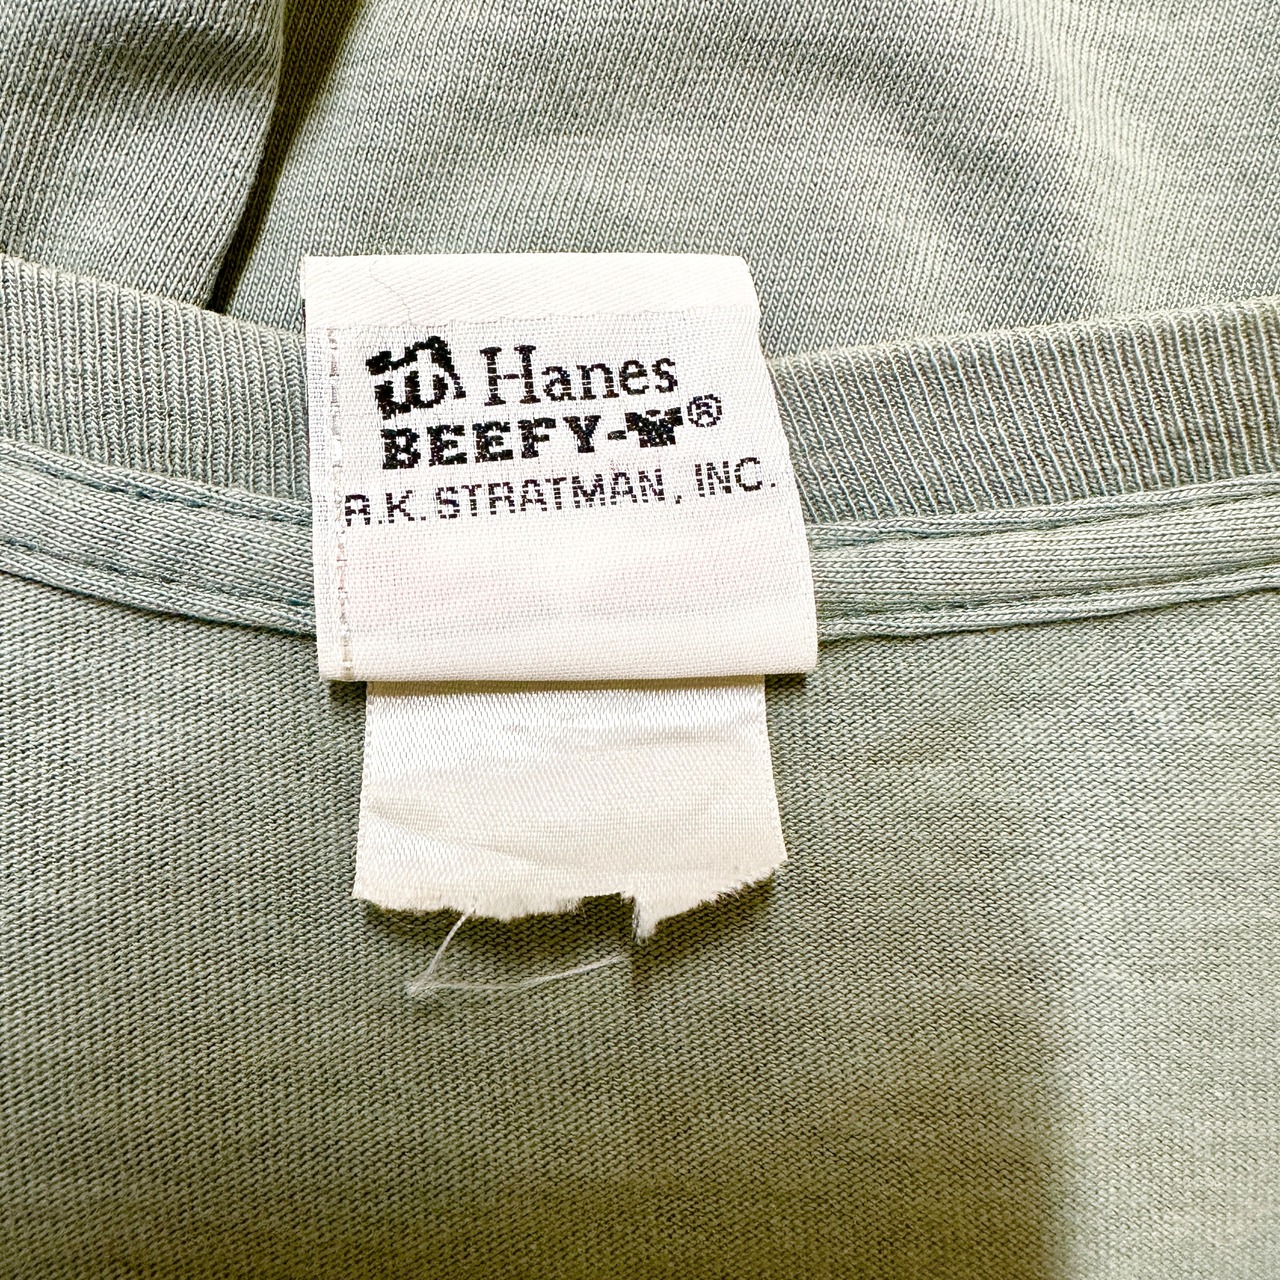 Hanes
BEEFY-®
R.K. STRATMAN, INC.